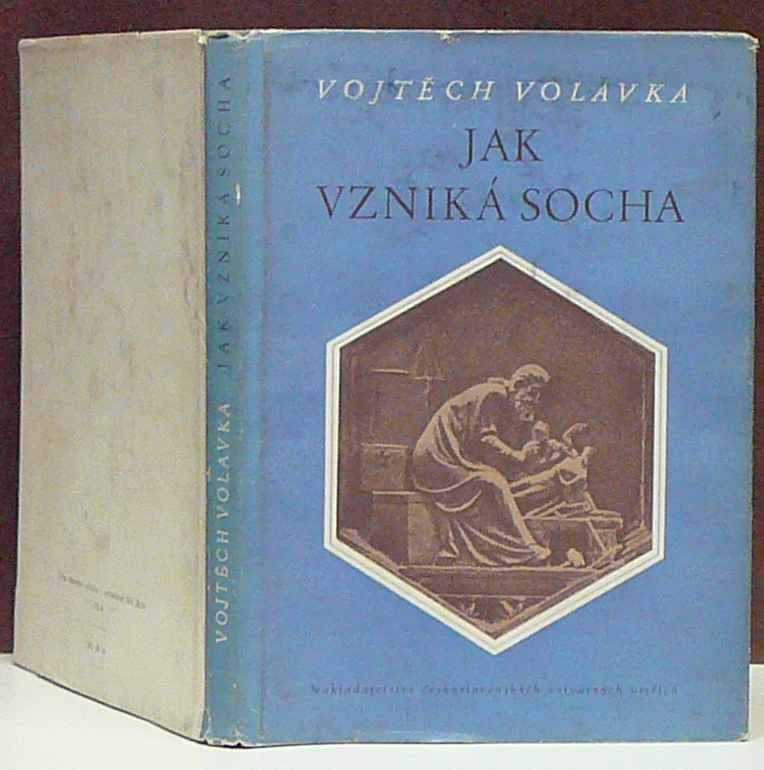 VOJTĚCH VOLAVKA
JAK
VZNIKÁ SOCHA
Nakladatelství československých výtvarných umělců
VOJTĚCH VOLAVKA JAK VZNIKÁ SOCHA